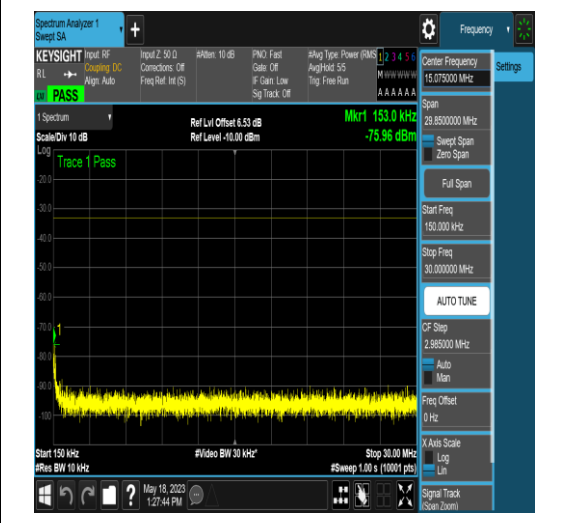 Spectrum Analyzer 1
Swept SA
+
Frequency
KEYSIGHT
RL
PASS
Input: RF
Coupling: DC
Align: Auto
Input Z: 50 Ω
Corrections: Off
Freq Ref: Int (S)
#Atten: 10 dB
PNO: Fast
Gate: Off
IF Gain: Low
Sig Track: Off
#Avg Type: Power (RMS
Avg|Hold: 5/5
Trig: Free Run
1 2 3 4 5 6
M W W W W W
A A A A A A
1 Spectrum
Scale/Div 10 dB
Ref Lvl Offset 6.53 dB
Ref Level -10.00 dBm
Mkr1 153.0 kHz
-75.96 dBm
Log
Trace 1 Pass
-20.0
-30.0
-40.0
-50.0
-60.0
-70.0
-80.0
-90.0
-100
1
Start 150 kHz
#Res BW 10 kHz
#Video BW 30 kHz*
Stop 30.00 MHz
#Sweep 1.00 s (10001 pts)
May 18, 2023
1:27:44 PM
?
Center Frequency
15.075000 MHz
Settings
Span
29.8500000 MHz
Swept Span
Zero Span
Full Span
Start Freq
150.000 kHz
Stop Freq
30.000000 MHz
AUTO TUNE
CF Step
2.985000 MHz
Auto
Man
Freq Offset
0 Hz
X Axis Scale
Log
Lin
Signal Track
(Span Zoom)